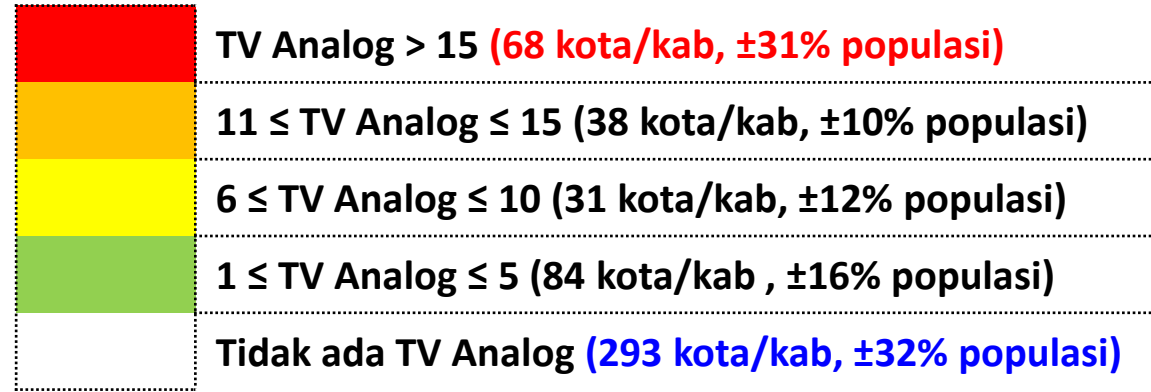 TV Analog > 15 (68 kota/kab, ±31% populasi)
11 ≤ TV Analog ≤ 15 (38 kota/kab, ±10% populasi)
6 ≤ TV Analog ≤ 10 (31 kota/kab, ±12% populasi)
1 ≤ TV Analog ≤ 5 (84 kota/kab , ±16% populasi)
Tidak ada TV Analog (293 kota/kab, ±32% populasi)